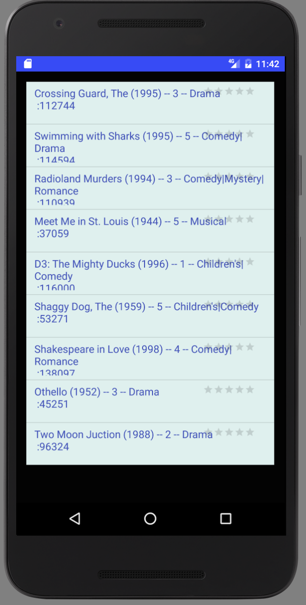 4G 11:42
Crossing Guard, The (1995) -- 3 -- Drama
:112744
Swimming with Sharks (1995) -- 5 -- Comedy|
Drama
:114594
Radioland Murders (1994) -- 3 -- Comedy|Mystery|
Romance
:110939
Meet Me in St. Louis (1944) -- 5 -- Musical
:37059
D3: The Mighty Ducks (1996) -- 1 -- Children's|
Comedy
:116000
Shaggy Dog, The (1959) -- 5 -- Children's|Comedy
:53271
Shakespeare in Love (1998) -- 4 -- Comedy|
Romance
:138097
Othello (1952) -- 3 -- Drama
:45251
Two Moon Juction (1988) -- 2 -- Drama
:96324